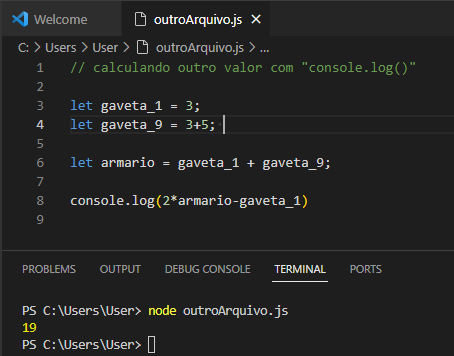 Welcome outroArquivo.js
C: > Users > User > outroArquivo.js > ...
1 // calculando outro valor com "console.log()"
2
3 let gaveta_1 = 3;
4 let gaveta_9 = 3+5;
5
6 let armario = gaveta_1 + gaveta_9;
7
8 console.log(2*armario-gaveta_1)
9
PROBLEMS OUTPUT DEBUG CONSOLE TERMINAL PORTS
PS C:\Users\User> node outroArquivo.js
19
PS C:\Users\User>